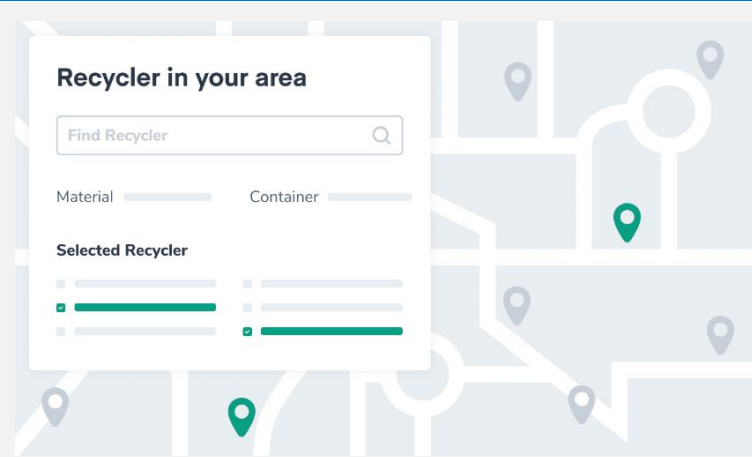 Recycler in your area
Find Recycler
Material Container
Selected Recycler